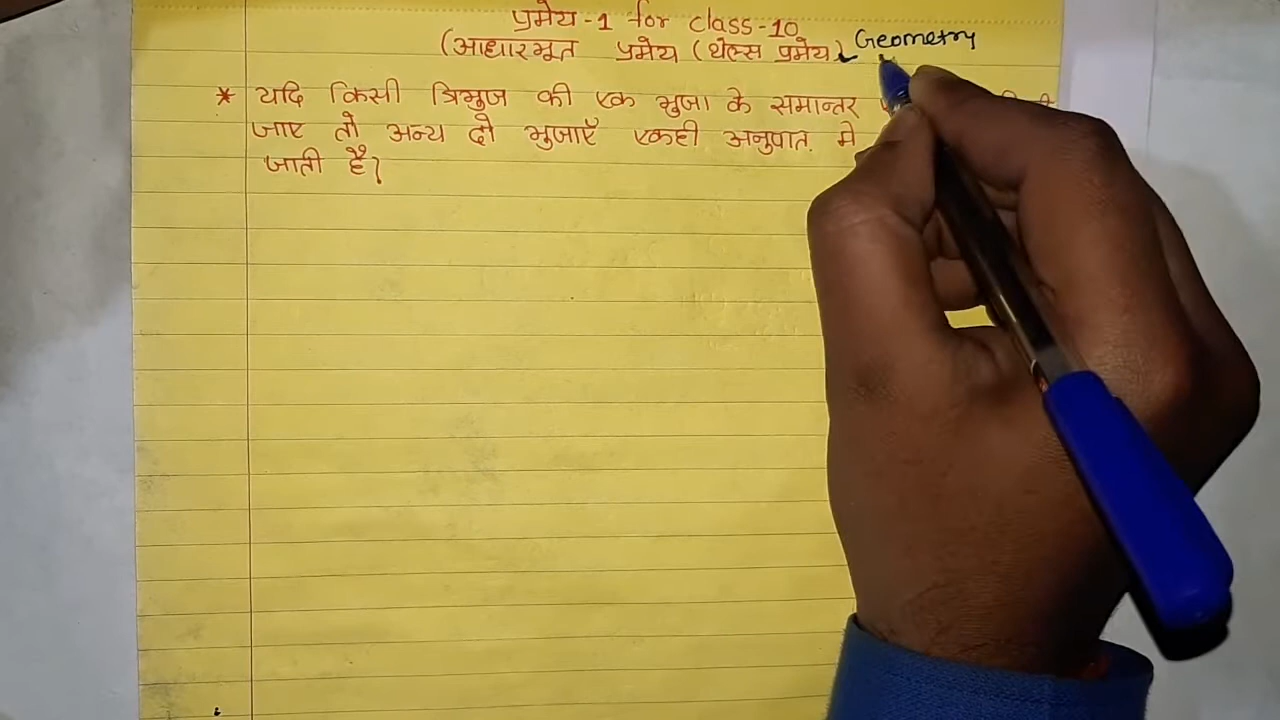 प्रमेय-1 for class-10
(आधारभूत प्रमेय (थेल्स प्रमेय) Geometry
* यदि किसी त्रिभुज की एक भुजा के समान्तर
जाए तो अन्य दो भुजाएँ एकही अनुपात. मे
जाती है।